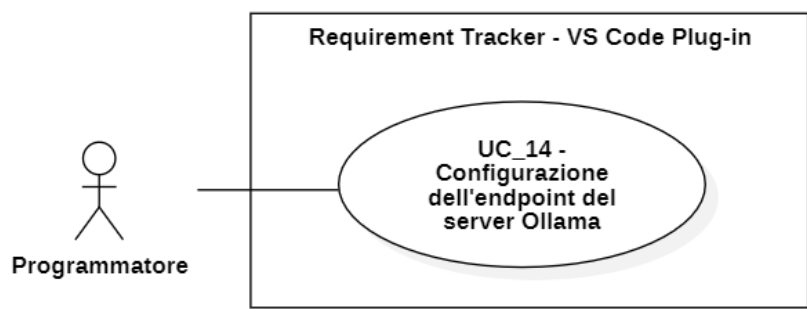 Requirement Tracker - VS Code Plug-in
UC_14 -
Configurazione
dell'endpoint del
server Ollama
Programmatore